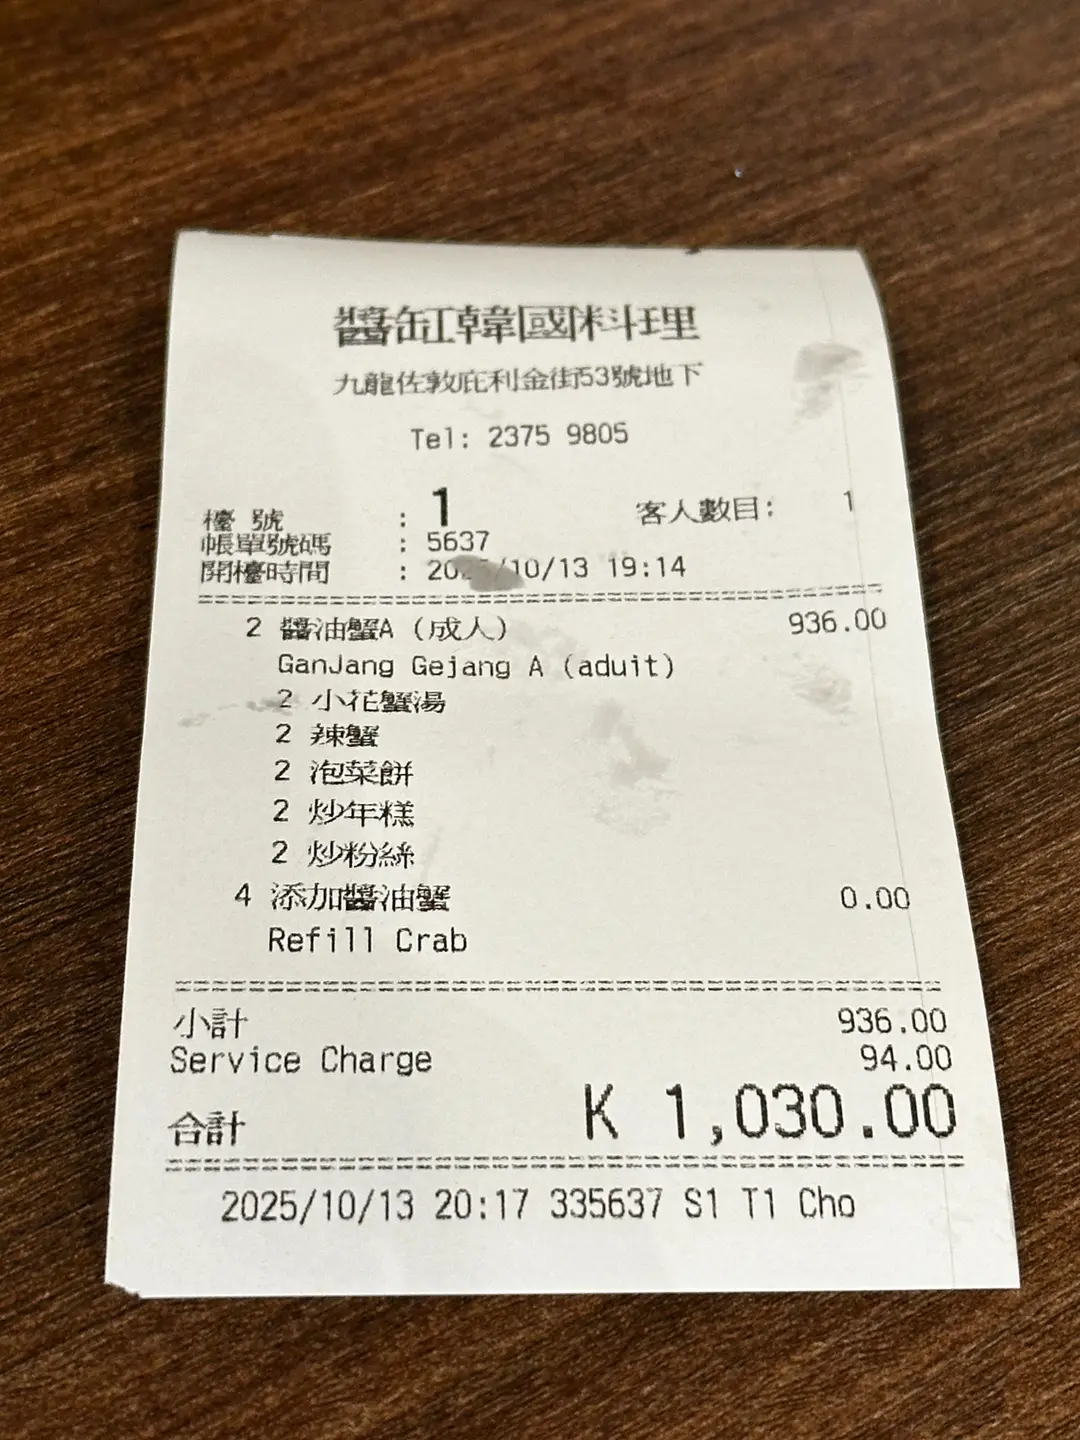 醬缸韓國料理
九龍佐敦庇利金街53號地下
Tel: 2375 9805
檯 號 : 1 客人數目: 1
帳單號碼 : 5637
開檯時間 : 2025/10/13 19:14
2 醬油蟹A (成人) 936.00
GanJang Gejang A (aduit)
2 小花蟹湯
2 辣蟹
2 泡菜餅
2 炒年糕
2 炒粉絲
4 添加醬油蟹 0.00
Refill Crab
小計 936.00
Service Charge 94.00
合計 K 1,030.00
2025/10/13 20:17 335637 S1 T1 Cho